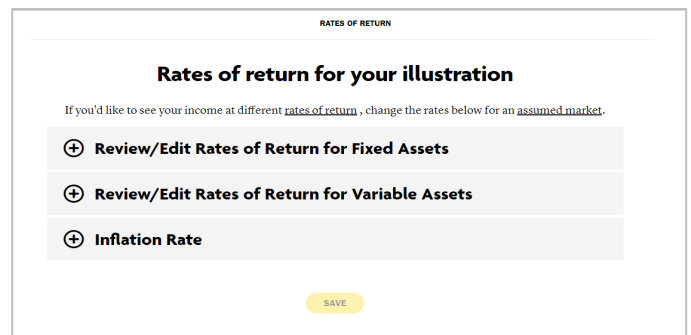 RATES OF RETURN
Rates of return for your illustration
If you'd like to see your income at different rates of return , change the rates below for an assumed market.
Review/Edit Rates of Return for Fixed Assets
Review/Edit Rates of Return for Variable Assets
Inflation Rate
SAVE